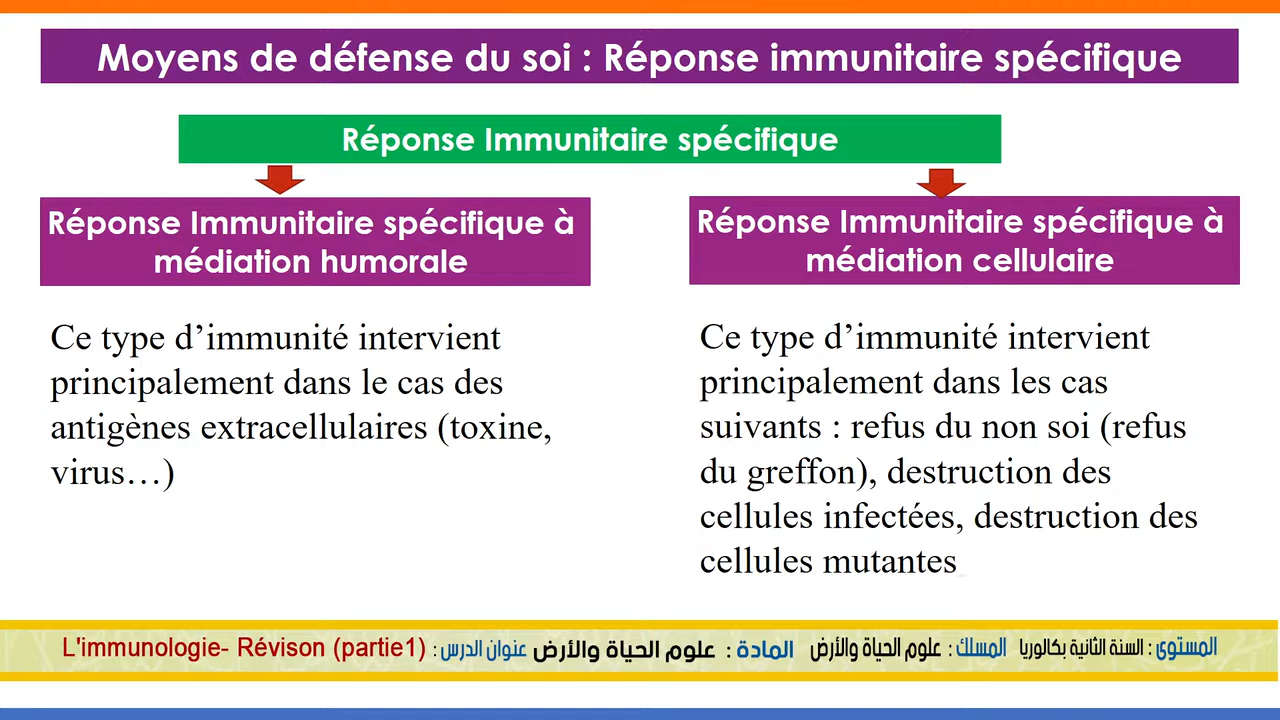 Moyens de défense du soi : Réponse immunitaire spécifique
Réponse Immunitaire spécifique
Réponse Immunitaire spécifique à
médiation humorale
Ce type d’immunité intervient
principalement dans le cas des
antigènes extracellulaires (toxine,
virus…)
Réponse Immunitaire spécifique à
médiation cellulaire
Ce type d’immunité intervient
principalement dans les cas
suivants : refus du non soi (refus
du greffon), destruction des
cellules infectées, destruction des
cellules mutantes
المستوى : السنة الثانية بكالوريا المسلك : علوم الحياة والأرض المادة : علوم الحياة والأرض عنوان الدرس : L'immunologie- Révison (partie1)